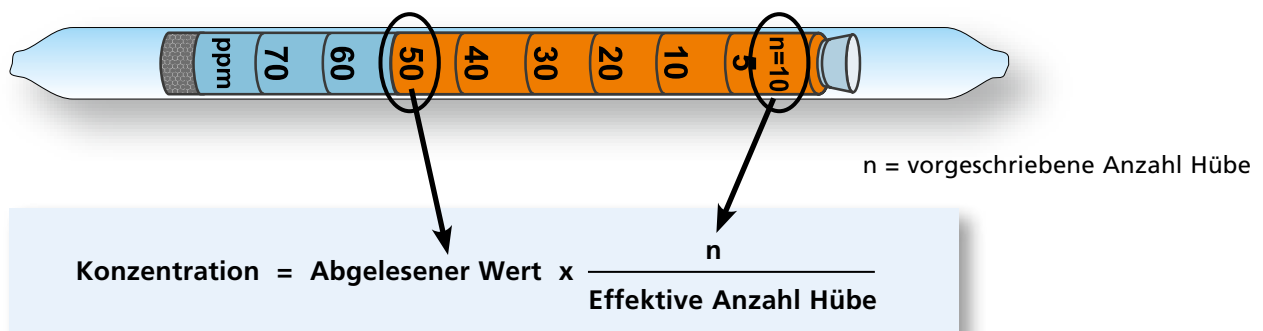 ppm 70 60 50 40 30 20 10 5 n=10
n = vorgeschriebene Anzahl Hübe
n
Konzentration = Abgelesener Wert x
Effektive Anzahl Hübe